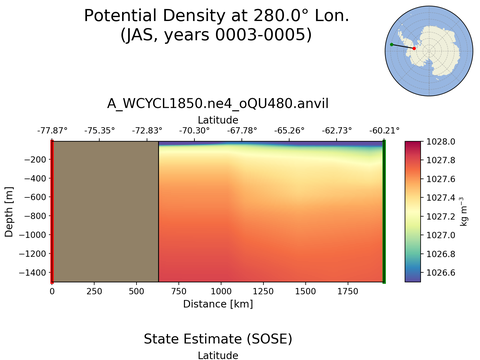 Potential Density at 280.0° Lon.
(JAS, years 0003-0005)
A_WCYCL1850.ne4_oQU480.anvil
Latitude
-77.87° -75.35° -72.83° -70.30° -67.78° -65.26° -62.73° -60.21°
Depth [m]
-200
-400
-600
-800
-1000
-1200
-1400
0 250 500 750 1000 1250 1500 1750
Distance [km]
1028.0
1027.8
1027.6
1027.4
1027.2
1027.0
1026.8
1026.6
kg m⁻³
State Estimate (SOSE)
Latitude